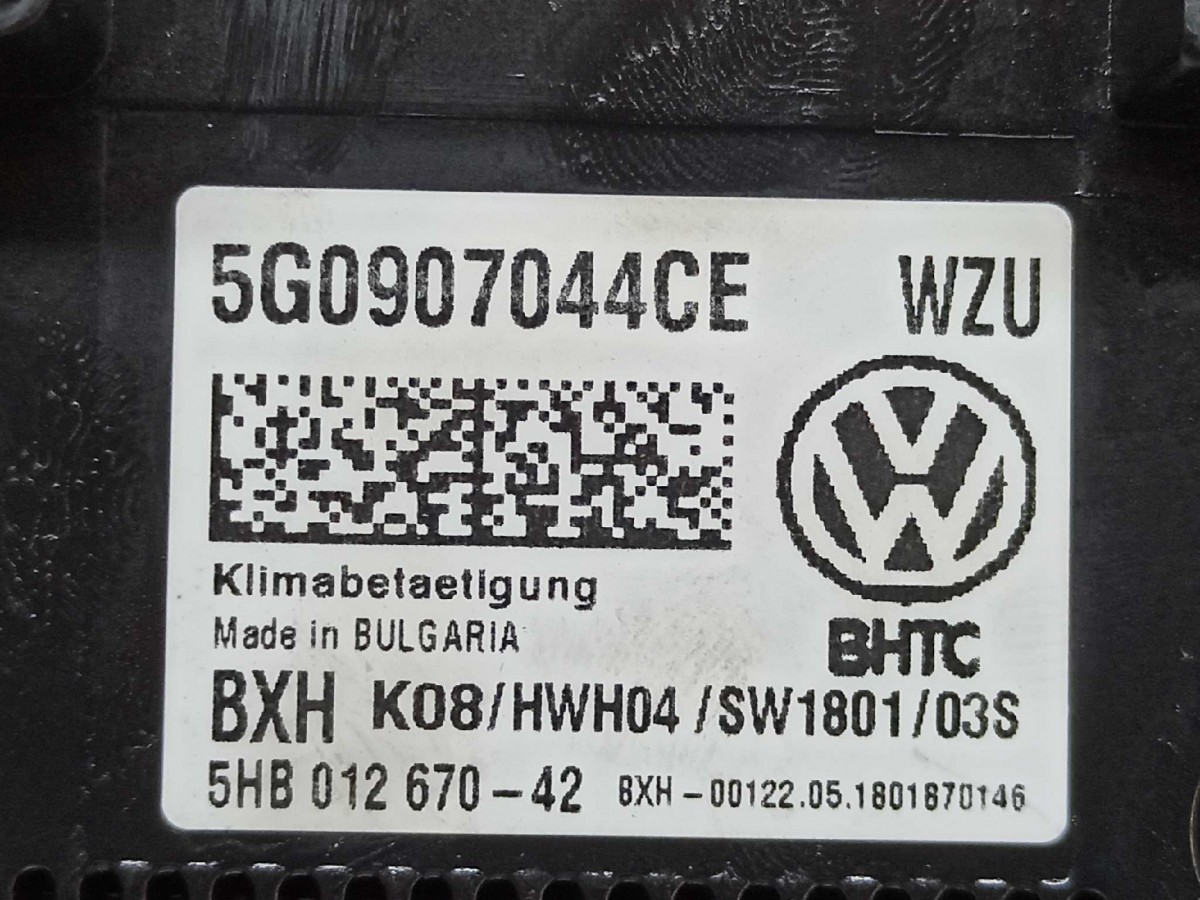 5G0907044CE WZU
Klimabetaetigung
Made in BULGARIA
BHTC
BXH K08/HWH04/SW1801/03S
5HB 012 670-42 BXH-00122.05.1801870146